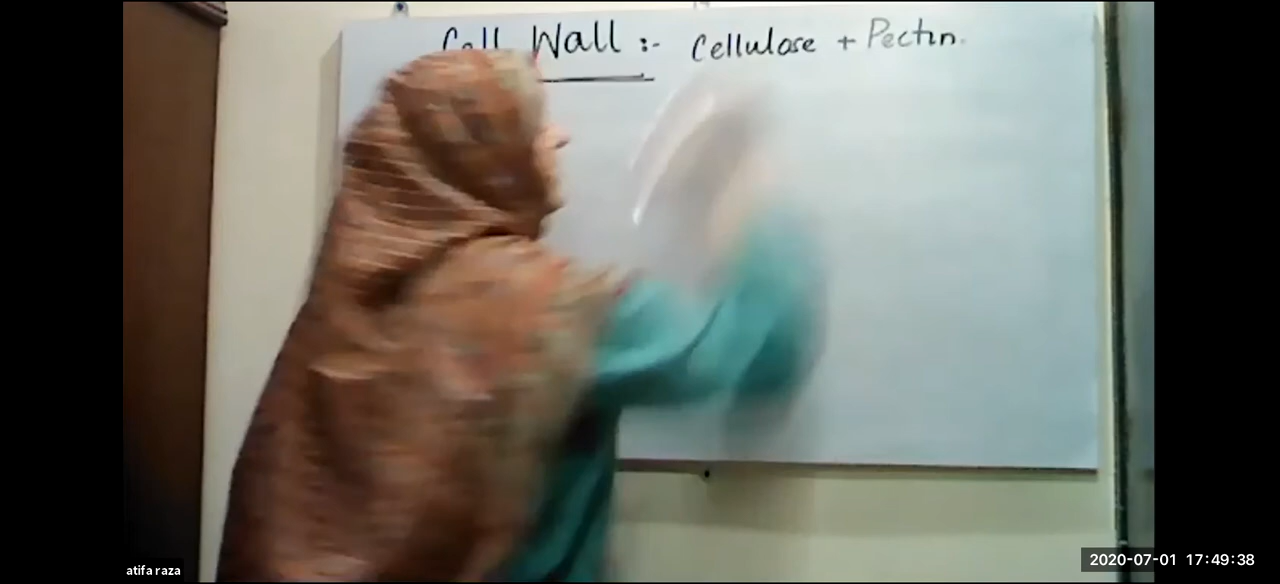 Cell Wall :- Cellulose + Pectin.
atifa raza
2020-07-01 17:49:38